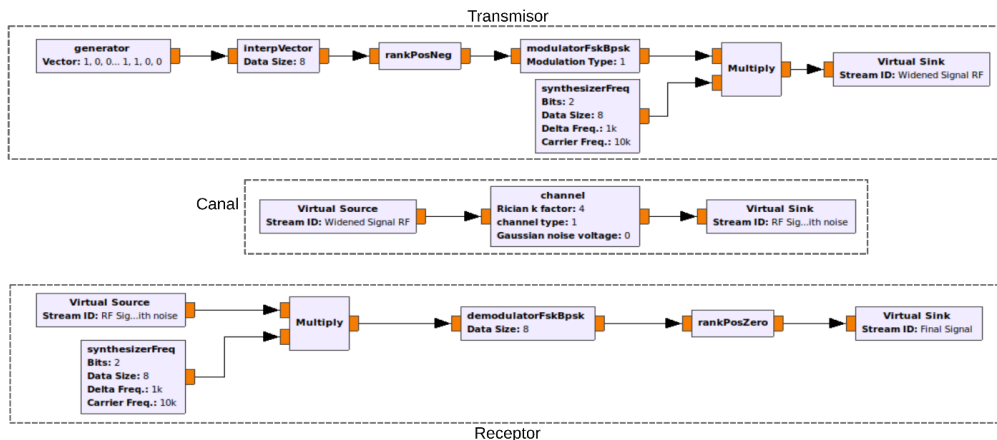 Transmisor
generator
Vector: 1, 0, 0... 1, 1, 0, 0
interpVector
Data Size: 8
rankPosNeg
modulatorFskBpsk
Modulation Type: 1
synthesizerFreq
Bits: 2
Data Size: 8
Delta Freq.: 1k
Carrier Freq.: 10k
Multiply
Virtual Sink
Stream ID: Widened Signal RF
Canal
Virtual Source
Stream ID: Widened Signal RF
channel
Rician k factor: 4
channel type: 1
Gaussian noise voltage: 0
Virtual Sink
Stream ID: RF Sig...ith noise
Virtual Source
Stream ID: RF Sig...ith noise
synthesizerFreq
Bits: 2
Data Size: 8
Delta Freq.: 1k
Carrier Freq.: 10k
Multiply
demodulatorFskBpsk
Data Size: 8
rankPosZero
Virtual Sink
Stream ID: Final Signal
Receptor